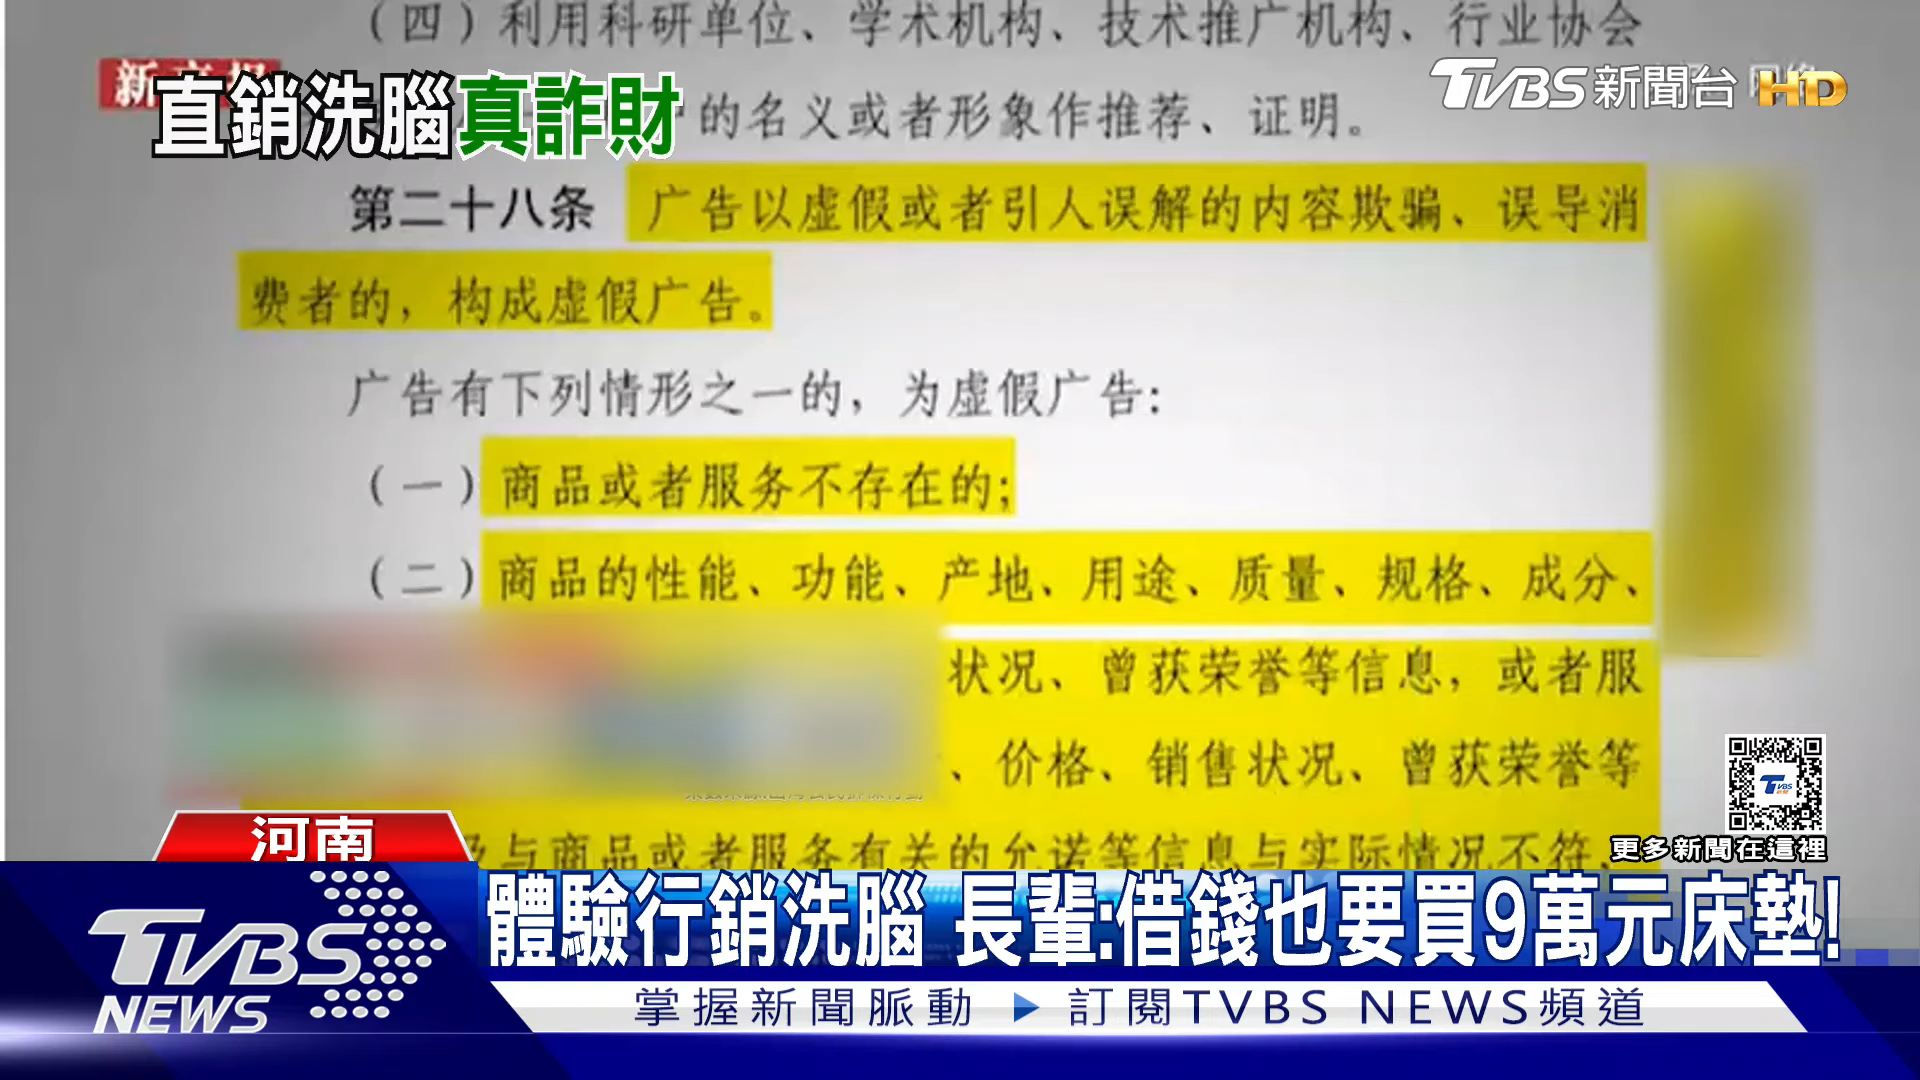 （四）利用科研单位、学术机构、技术推广机构、行业协会
的名义或者形象作推荐、证明。
直銷洗腦真詐財
TVBS新聞台 HD
第二十八条 广告以虚假或者引人误解的内容欺骗、误导消
费者的，构成虚假广告。
广告有下列情形之一的，为虚假广告：
（一）商品或者服务不存在的；
（二）商品的性能、功能、产地、用途、质量、规格、成分、
状况、曾获荣誉等信息，或者服
、价格、销售状况、曾获荣誉等
与商品或者服务有关的允诺等信息与实际情况不符、
TVBS
更多新聞在這裡
河南
體驗行銷洗腦 長輩:借錢也要買9萬元床墊!
TVBS NEWS
掌握新聞脈動 ▶ 訂閱TVBS NEWS頻道